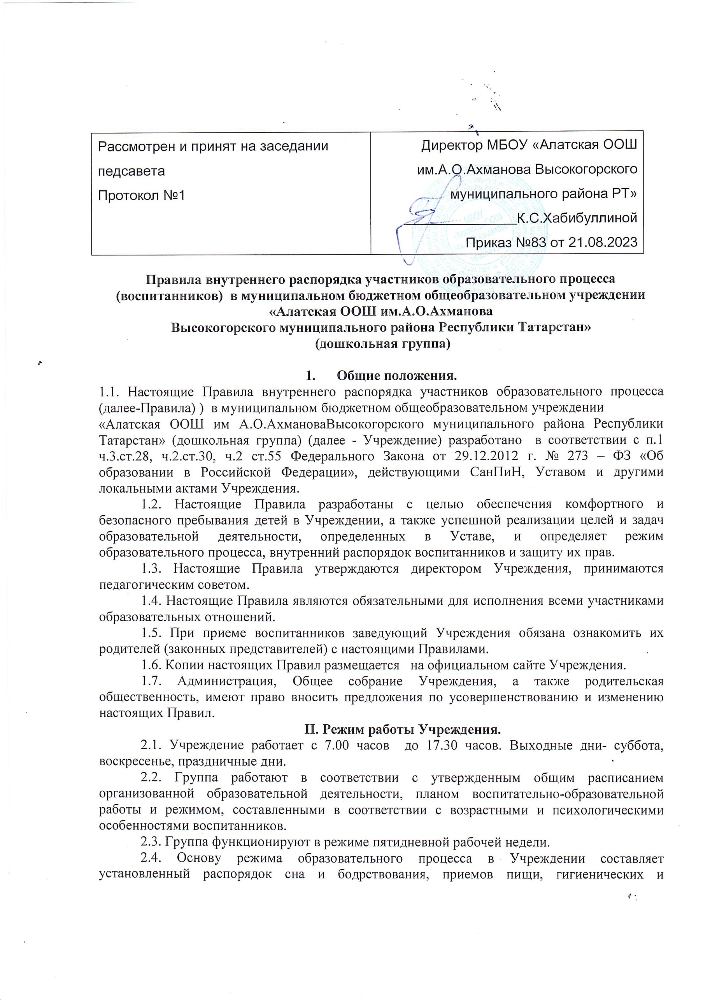 Рассмотрен и принят на заседании
педсавета
Протокол №1
Директор МБОУ «Алатская ООШ
им.А.О.Ахманова Высокогорского
муниципального района РТ»
К.С.Хабибуллиной
Приказ №83 от 21.08.2023
МБОУ
Правила внутреннего распорядка участников образовательного процесса
(воспитанников) в муниципальном бюджетном общеобразовательном учреждении
«Алатская ООШ им.А.О.Ахманова
Высокогорского муниципального района Республики Татарстан»
(дошкольная группа)
1. Общие положения.
1.1. Настоящие Правила внутреннего распорядка участников образовательного процесса
(далее-Правила) ) в муниципальном бюджетном общеобразовательном учреждении
«Алатская ООШ им А.О.АхмановаВысокогорского муниципального района Республики
Татарстан» (дошкольная группа) (далее - Учреждение) разработано в соответствии с п.1
ч.3.ст.28, ч.2.ст.30, ч.2 ст.55 Федерального Закона от 29.12.2012 г. № 273 – ФЗ «Об
образовании в Российской Федерации», действующими СанПиН, Уставом и другими
локальными актами Учреждения.
1.2. Настоящие Правила разработаны с целью обеспечения комфортного и
безопасного пребывания детей в Учреждении, а также успешной реализации целей и задач
образовательной деятельности, определенных в Уставе, и определяет режим
образовательного процесса, внутренний распорядок воспитанников и защиту их прав.
1.3. Настоящие Правила утверждаются директором Учреждения, принимаются
педагогическим советом.
1.4. Настоящие Правила являются обязательными для исполнения всеми участниками
образовательных отношений.
1.5. При приеме воспитанников заведующий Учреждения обязана ознакомить их
родителей (законных представителей) с настоящими Правилами.
1.6. Копии настоящих Правил размещается на официальном сайте Учреждения.
1.7. Администрация, Общее собрание Учреждения, а также родительская
общественность, имеют право вносить предложения по усовершенствованию и изменению
настоящих Правил.
II. Режим работы Учреждения.
2.1. Учреждение работает с 7.00 часов до 17.30 часов. Выходные дни- суббота,
воскресенье, праздничные дни.
2.2. Группа работают в соответствии с утвержденным общим расписанием
организованной образовательной деятельности, планом воспитательно-образовательной
работы и режимом, составленными в соответствии с возрастными и психологическими
особенностями воспитанников.
2.3. Группа функционируют в режиме пятидневной рабочей недели.
2.4. Основу режима образовательного процесса в Учреждении составляет
установленный распорядок сна и бодрствования, приемов пищи, гигиенических и